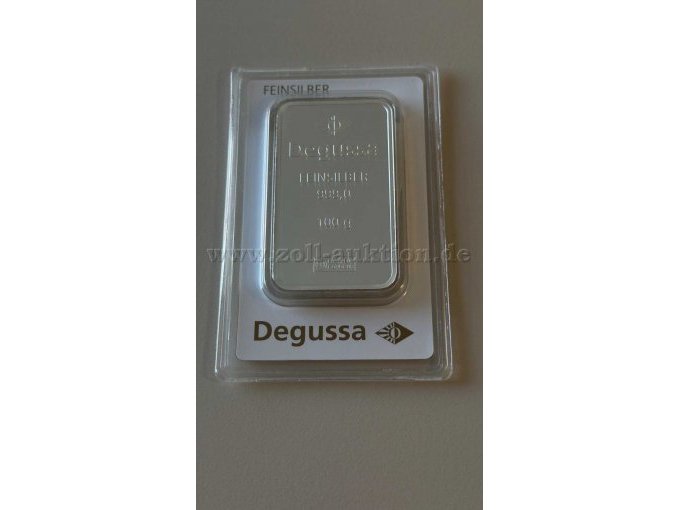 FEINSILBER
Degussa
FEINSILBER
999,0
100 g
www.zoll-auktion.de
Degussa